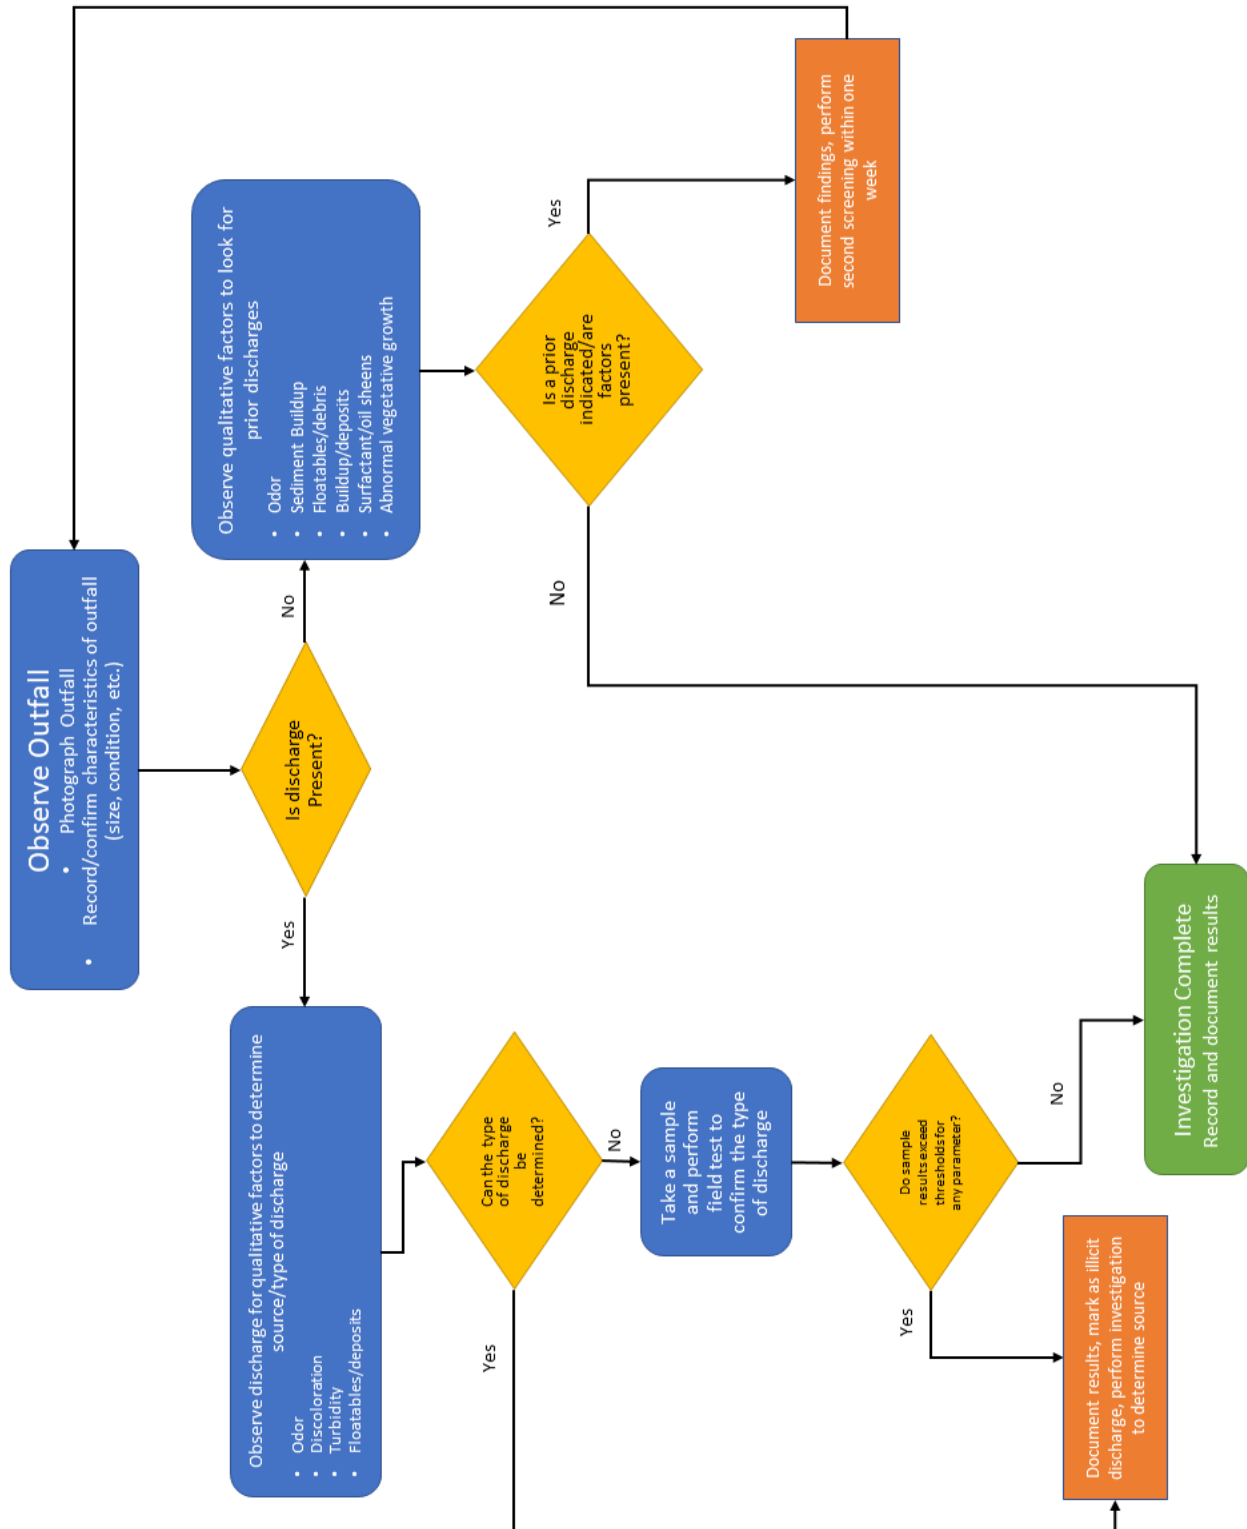 Observe Outfall
• Photograph Outfall
• Record/confirm characteristics of outfall
(size, condition, etc.)
Is discharge
Present?
Yes
No
Observe discharge for qualitative factors to determine
source/type of discharge
• Odor
• Discoloration
• Turbidity
• Floatables/deposits
Observe qualitative factors to look for
prior discharges
• Odor
• Sediment Buildup
• Floatables/debris
• Buildup/deposits
• Surfactant/oil sheens
• Abnormal vegetative growth
Can the type
of discharge
be
determined?
Yes
No
Is a prior
discharge
indicated/are
factors
present?
No
Yes
Take a sample
and perform
field test to
confirm the type
of discharge
Document findings, perform
second screening within one
week
Do sample
results exceed
thresholds for
any parameter?
Yes
No
Document results, mark as illicit
discharge, perform investigation
to determine source
Investigation Complete
Record and document results